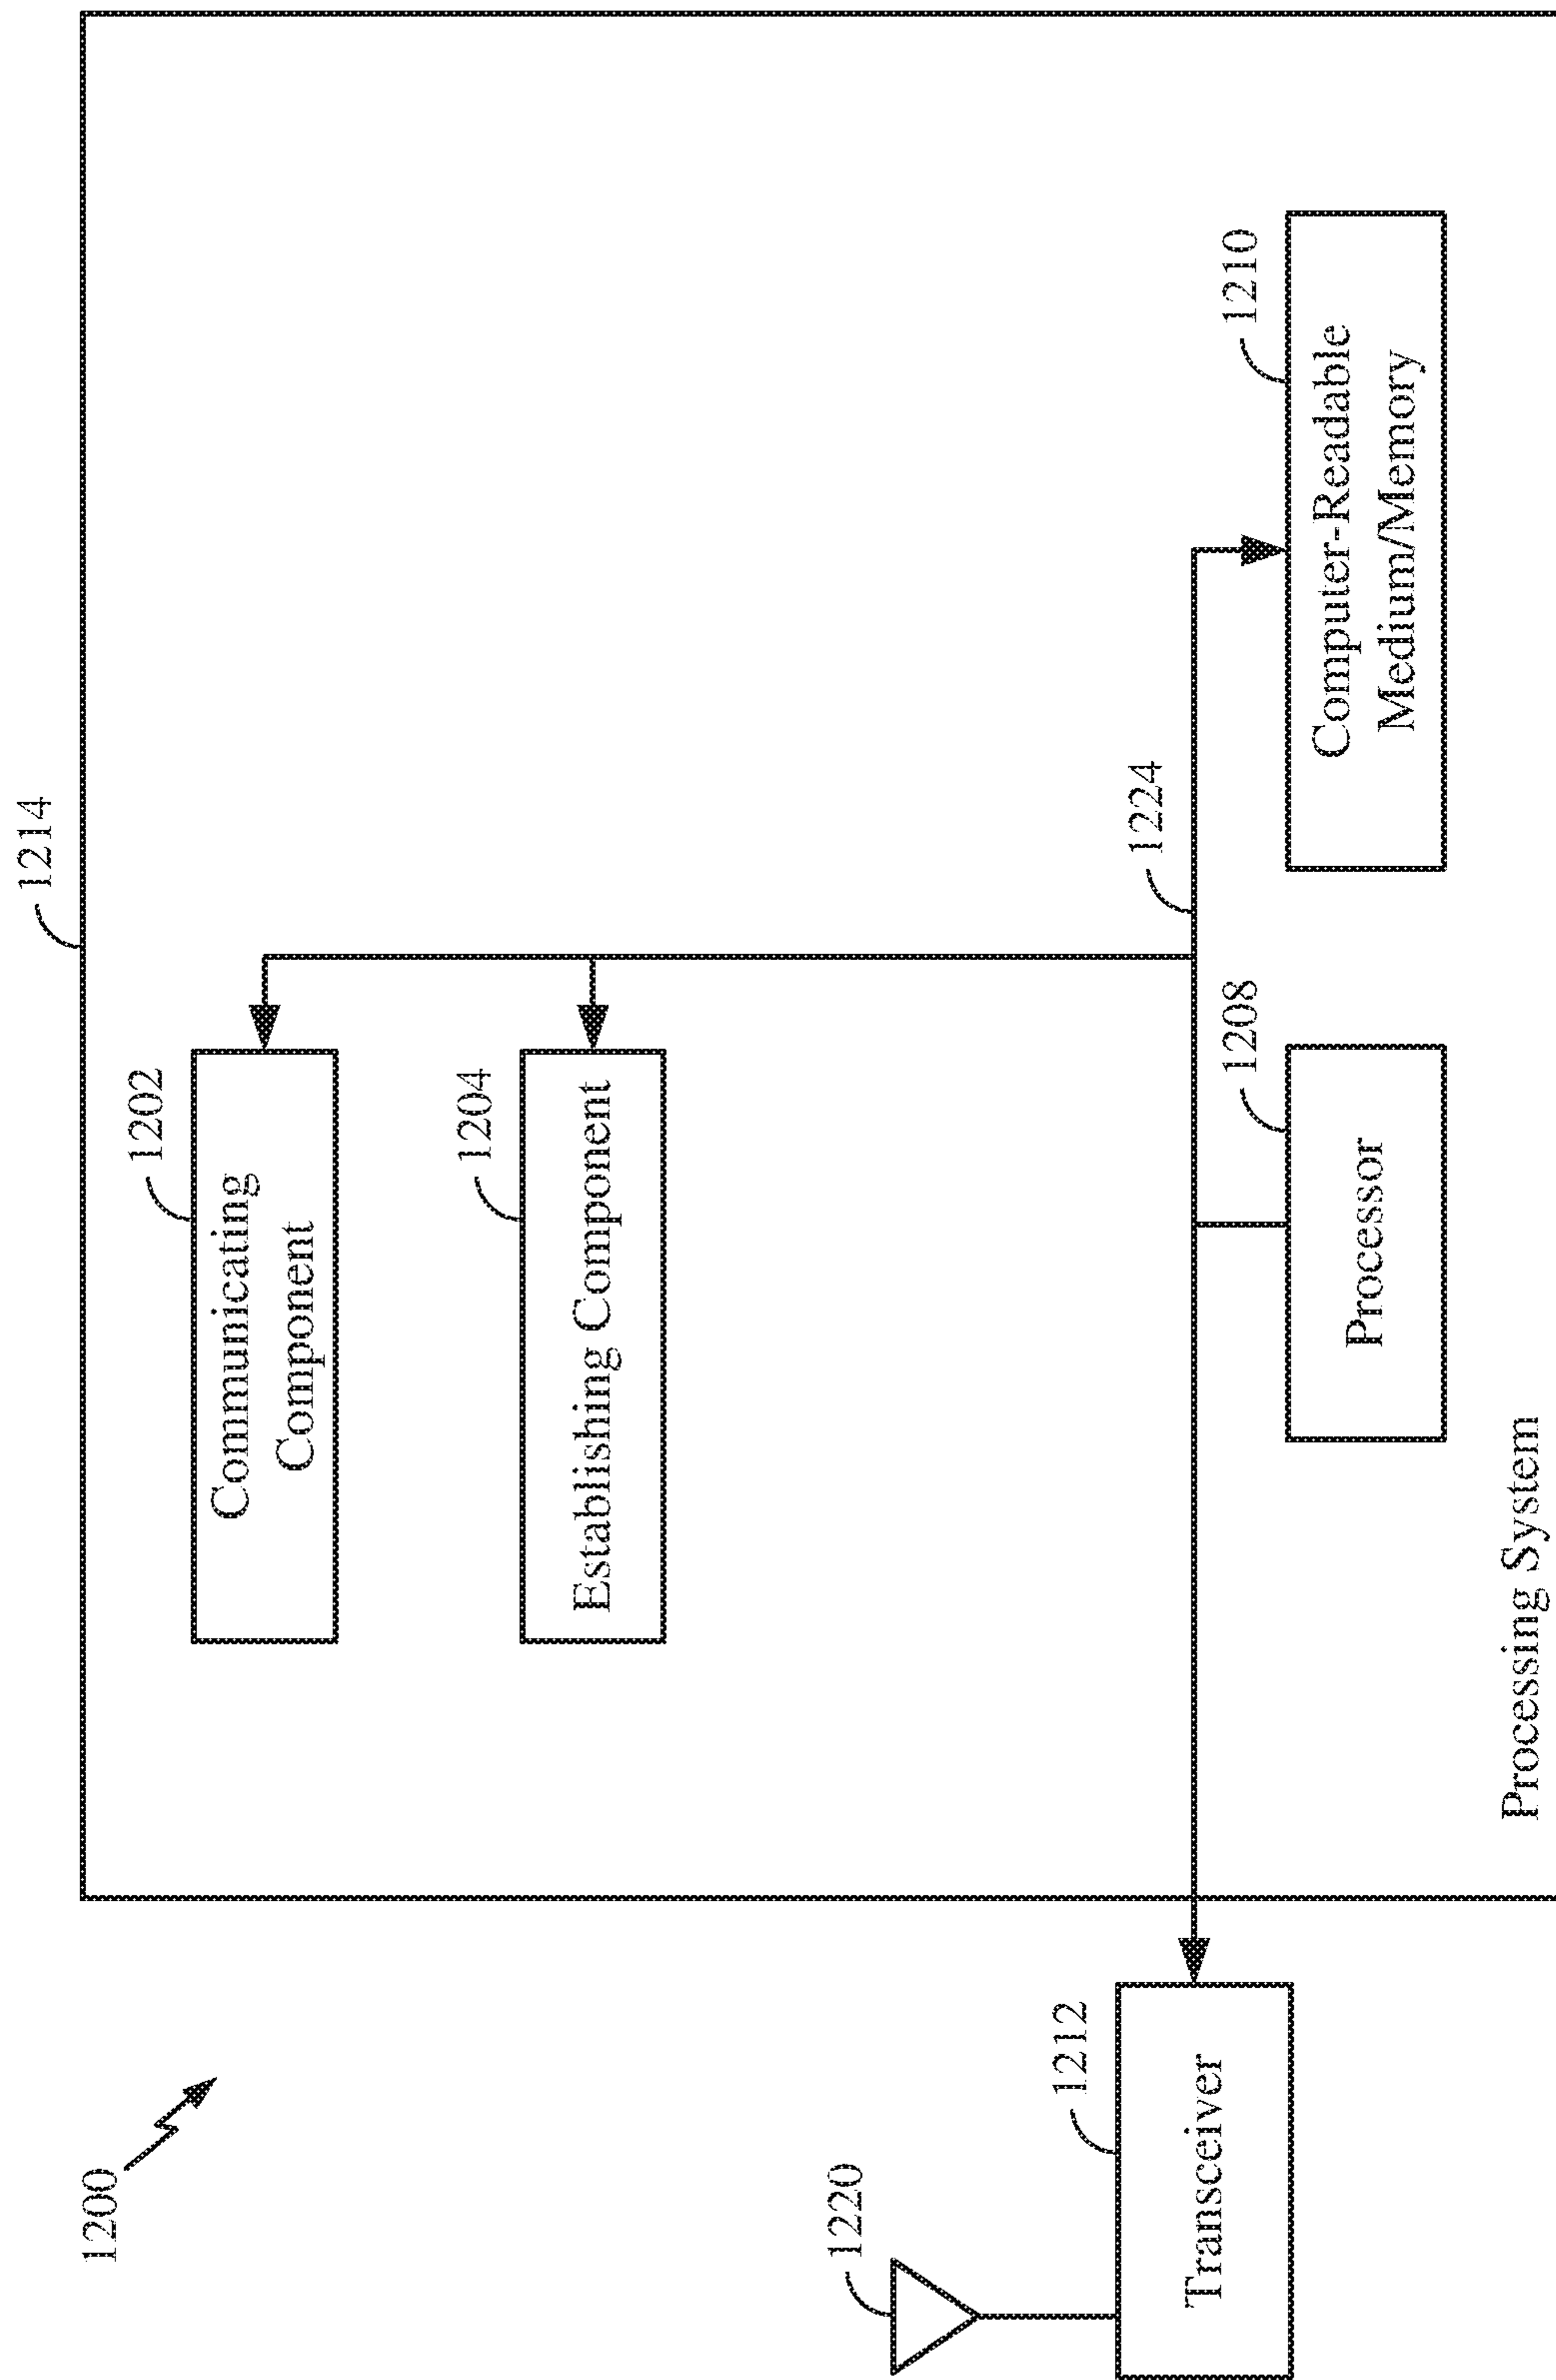 1200
1214
1202
Communicating
Component
1204
Establishing Component
1220
1212
Transceiver
1224
1208
Processor
1210
Computer-Readable
Medium/Memory
Processing System